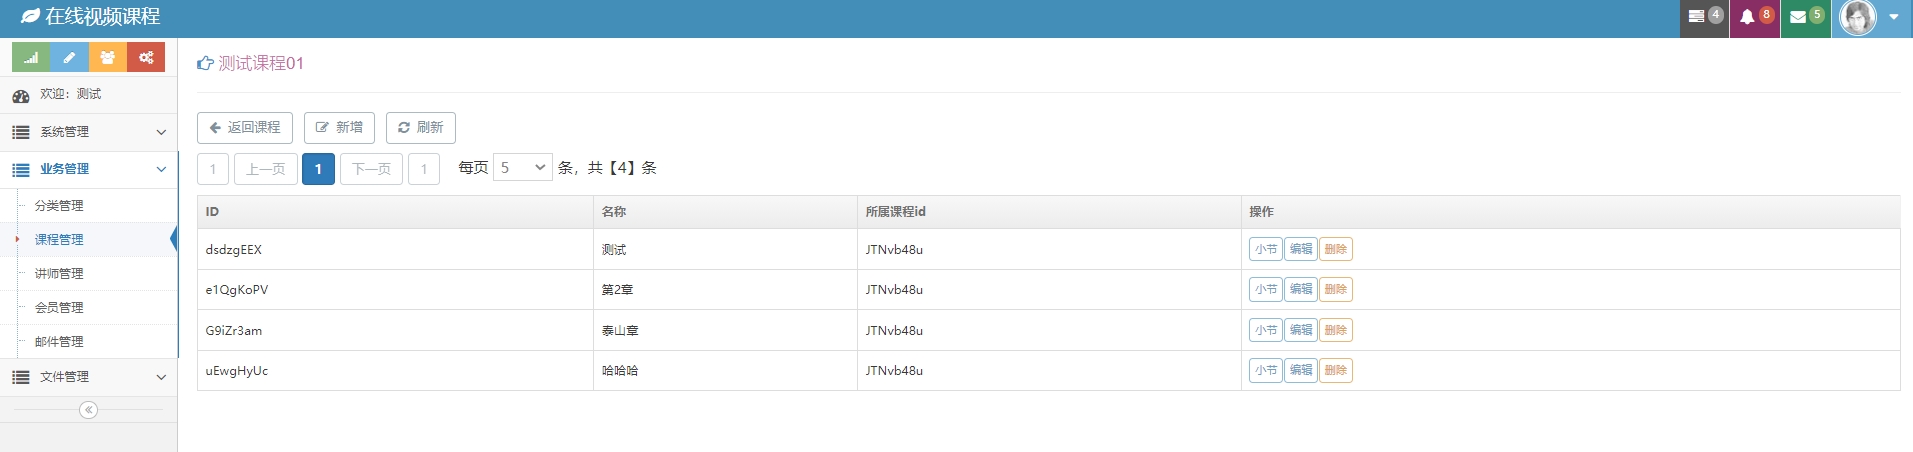 在线视频课程
4
8
5
欢迎：测试
系统管理
业务管理
分类管理
课程管理
讲师管理
会员管理
邮件管理
文件管理
测试课程01
返回课程 新增 刷新
1 上一页 1 下一页 1 每页 5 条，共【4】条
ID 名称 所属课程id 操作
dsdzgEEX 测试 JTNvb48u 小节 编辑 删除
e1QgKoPV 第2章 JTNvb48u 小节 编辑 删除
G9iZr3am 泰山章 JTNvb48u 小节 编辑 删除
uEwgHyUc 哈哈哈 JTNvb48u 小节 编辑 删除